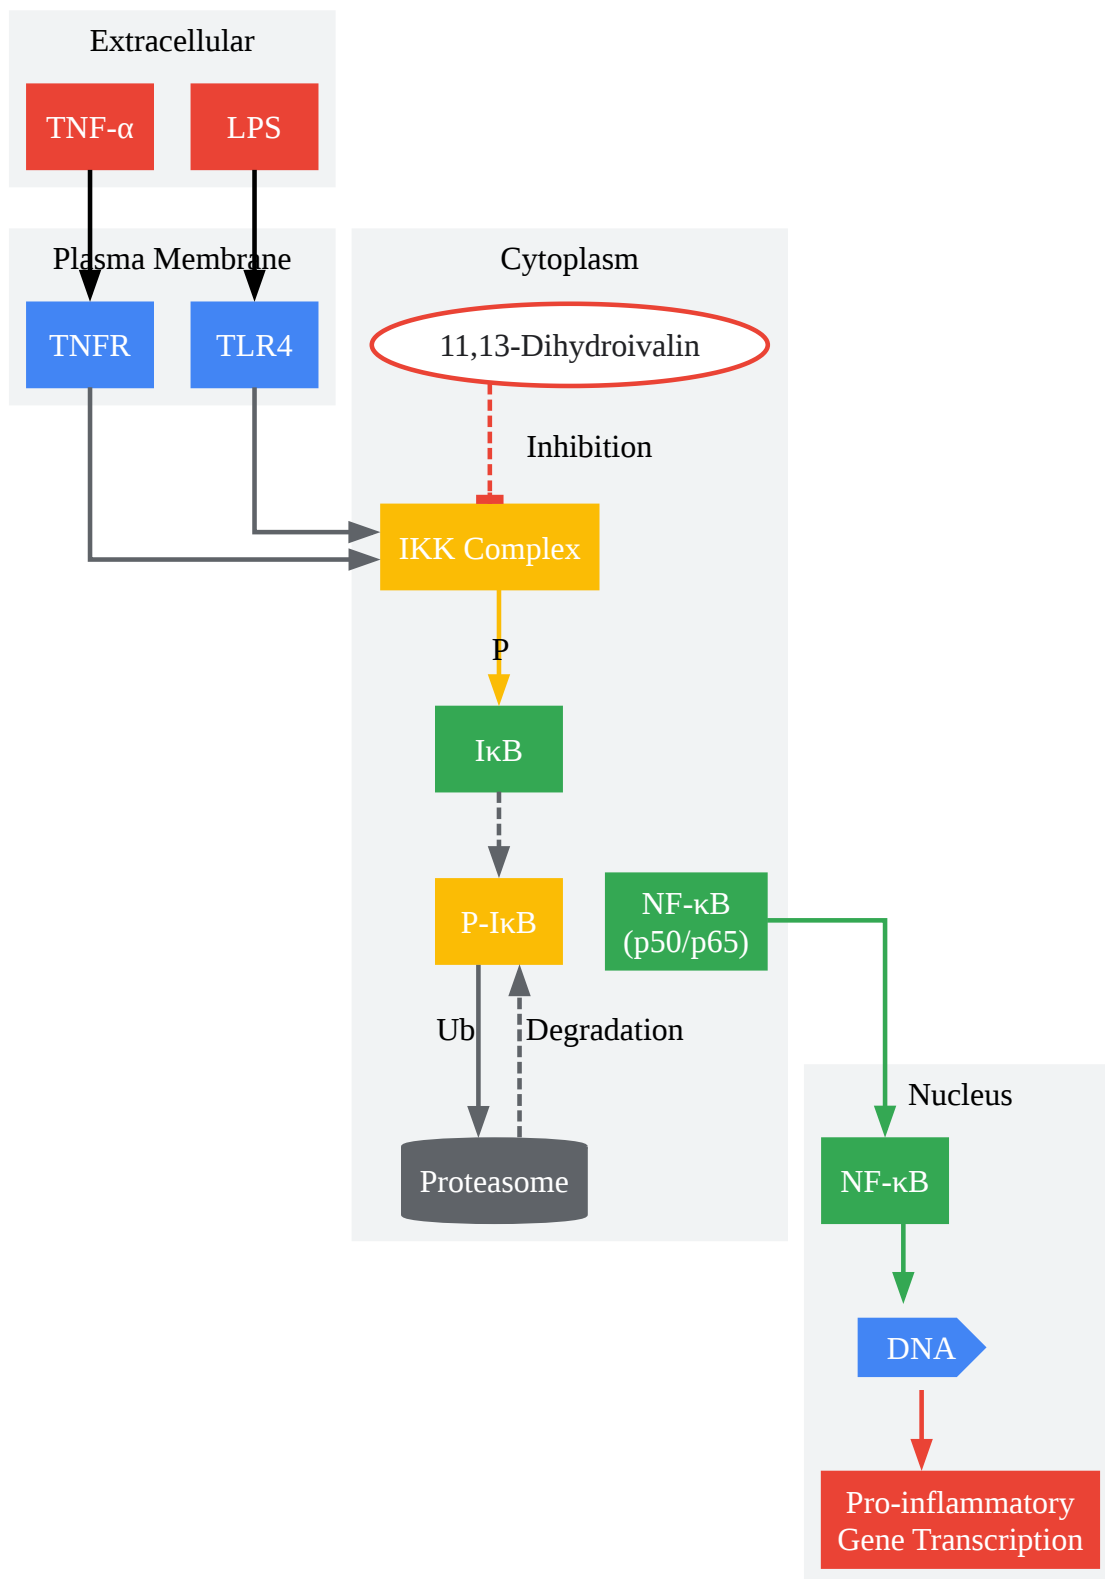 Extracellular
TNF-α
LPS
Plasma Membrane
TNFR
TLR4
Cytoplasm
11,13-Dihydroivalin
Inhibition
IKK Complex
P
IκB
P-IκB
NF-κB
(p50/p65)
Ub
Degradation
Proteasome
Nucleus
NF-κB
DNA
Pro-inflammatory
Gene Transcription